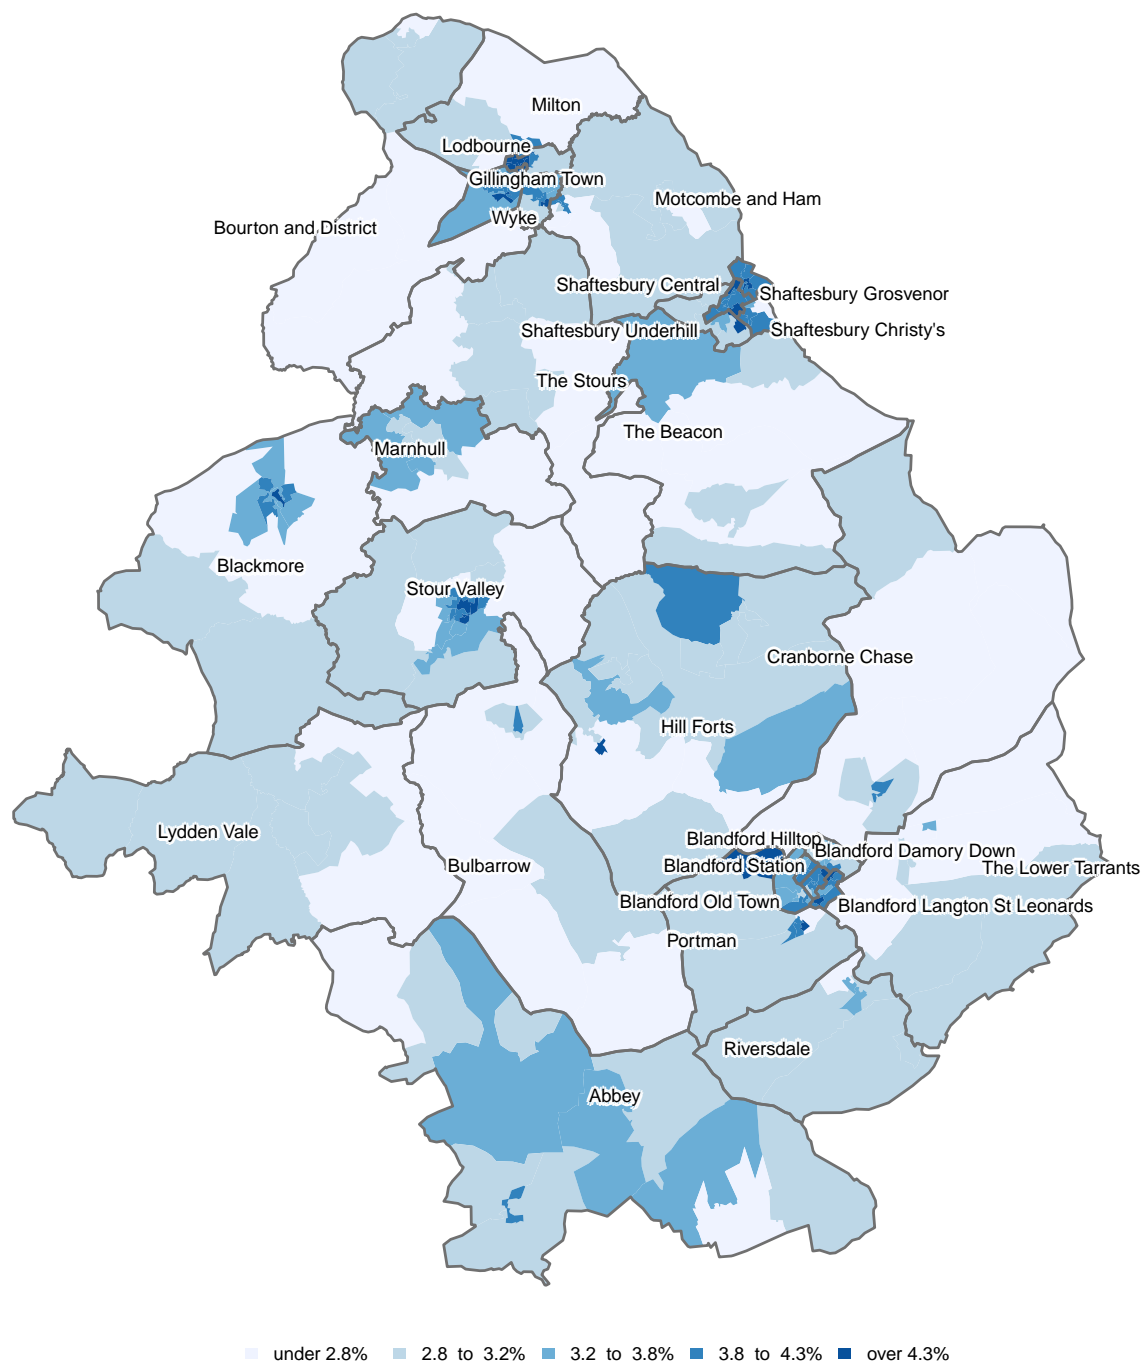 Milton
Lodbourne
Gillingham Town
Motcombe and Ham
Wyke
Bourton and District
Shaftesbury Central
Shaftesbury Grosvenor
Shaftesbury Underhill
Shaftesbury Christy's
The Stours
The Beacon
Marnhull
Blackmore
Stour Valley
Cranborne Chase
Hill Forts
Lydden Vale
Blandford Hilltop
Blandford Damory Down
Bulbarrow
Blandford Station
The Lower Tarrants
Blandford Old Town
Blandford Langton St Leonards
Portman
Riversdale
Abbey
under 2.8% 2.8 to 3.2% 3.2 to 3.8% 3.8 to 4.3% over 4.3%